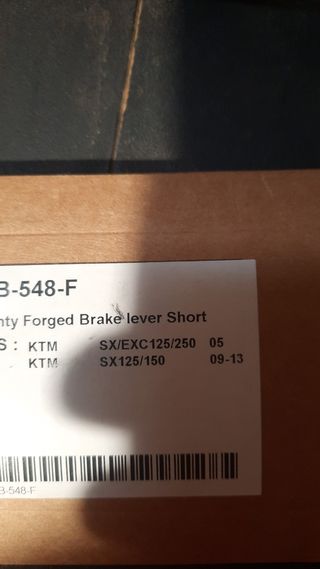 B-548-F
nty Forged Brake lever Short
S : KTM SX/EXC125/250 05
KTM SX125/150 09-13
B-548-F